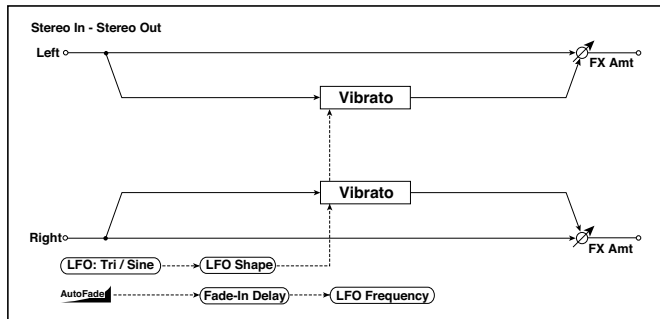 Stereo In - Stereo Out
Left
FX Amt
Vibrato
Vibrato
Right
FX Amt
LFO: Tri / Sine
LFO Shape
AutoFade
Fade-In Delay
LFO Frequency